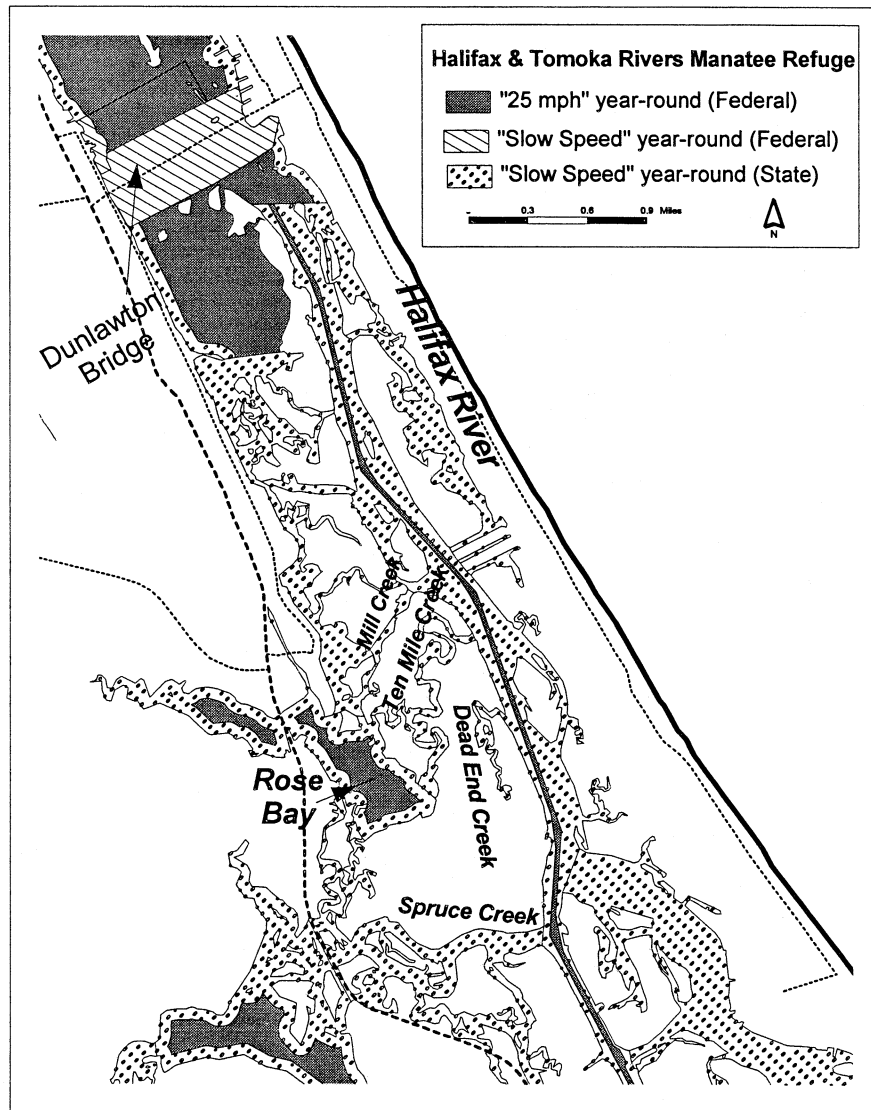 Halifax & Tomoka Rivers Manatee Refuge
"25 mph" year-round (Federal)
"Slow Speed" year-round (Federal)
"Slow Speed" year-round (State)
0.3 0.6 0.9 Miles
N
Dunlawton
Bridge
Halifax River
Mill Creek
Ten Mile Creek
Dead End Creek
Rose
Bay
Spruce Creek